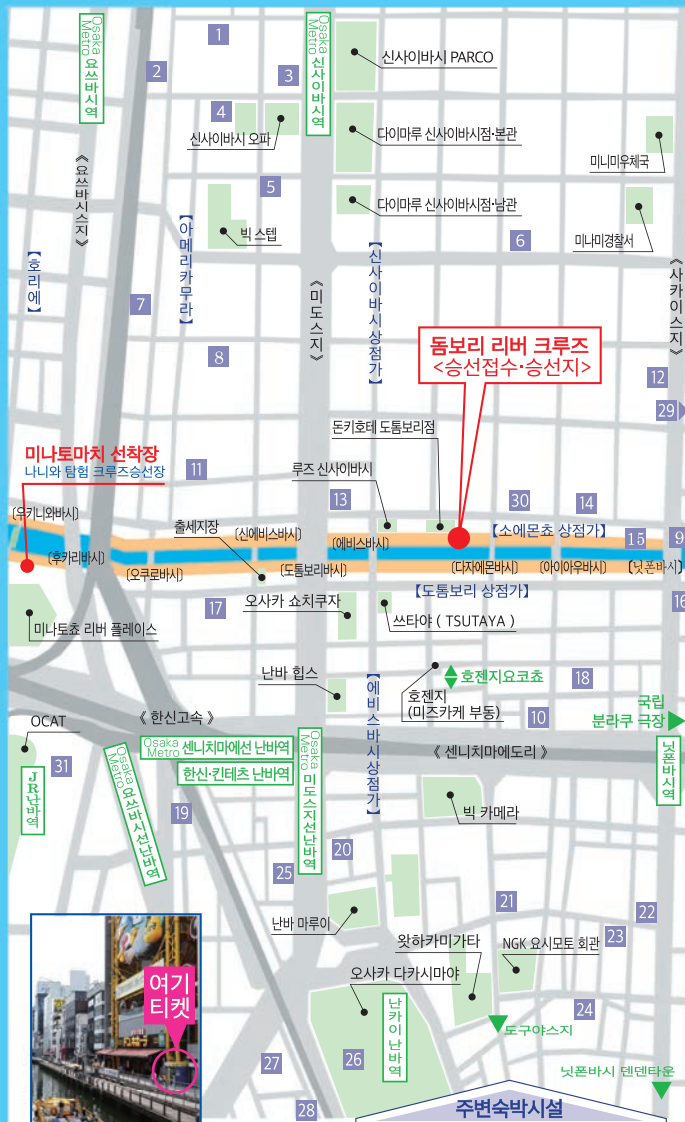 Osaka
Metro 요쓰바시역
Osaka
Metro 신사이바시역
1
2
3
4
신사이바시 PARCO
신사이바시 오파
다이마루 신사이바시점·본관
미니미우체국
5
다이마루 신사이바시점·남관
《요쓰바시스지》
【아메리카무라】
빅 스텝
6
미나미경찰서
【호리에】
【신사이바시상점가】
《미도스지》
《사카이스지》
7
8
돔보리 리버 크루즈
<승선접수·승선지>
12
29
돈키호테 도톰보리점
미나토마치 선착장
나니와 탐험 크루즈승선장
11
루즈 신사이바시
13
30
14
〔우키니와바시〕
출세지장
〔신에비스바시〕
〔에비스바시〕
【소에몬쵸 상점가】
15
9
〔후카리바시〕
〔오쿠로바시〕
〔도톰보리바시〕
〔다자에몬바시〕
〔아이아우바시〕
〔닛폰바시〕
【도톰보리 상점가】
17
오사카 쇼치쿠자
쓰타야 ( TSUTAYA )
16
미나토쵸 리버 플레이스
난바 힙스
호젠지요코쵸
18
호젠지
(미즈카케 부동)
【에비스바시상점가】
10
국립
분라쿠 극장
OCAT
《 한신고속 》
Osaka
Metro 센니치마에선 난바역
한신·킨테츠 난바역
Osaka
Metro 미도스지선난바역
《 센니치마에도리 》
닛폰바시역
31
JR난바역
Osaka
Metro 요쓰바시선난바역
19
빅 카메라
20
25
21
22
난바 마루이
왓하카미가타
NGK 요시모토 회관
23
오사카 다카시마야
난카이난바역
24
도구야스지
여기
티켓
27
26
28
닛폰바시 덴덴타운
주변숙박시설